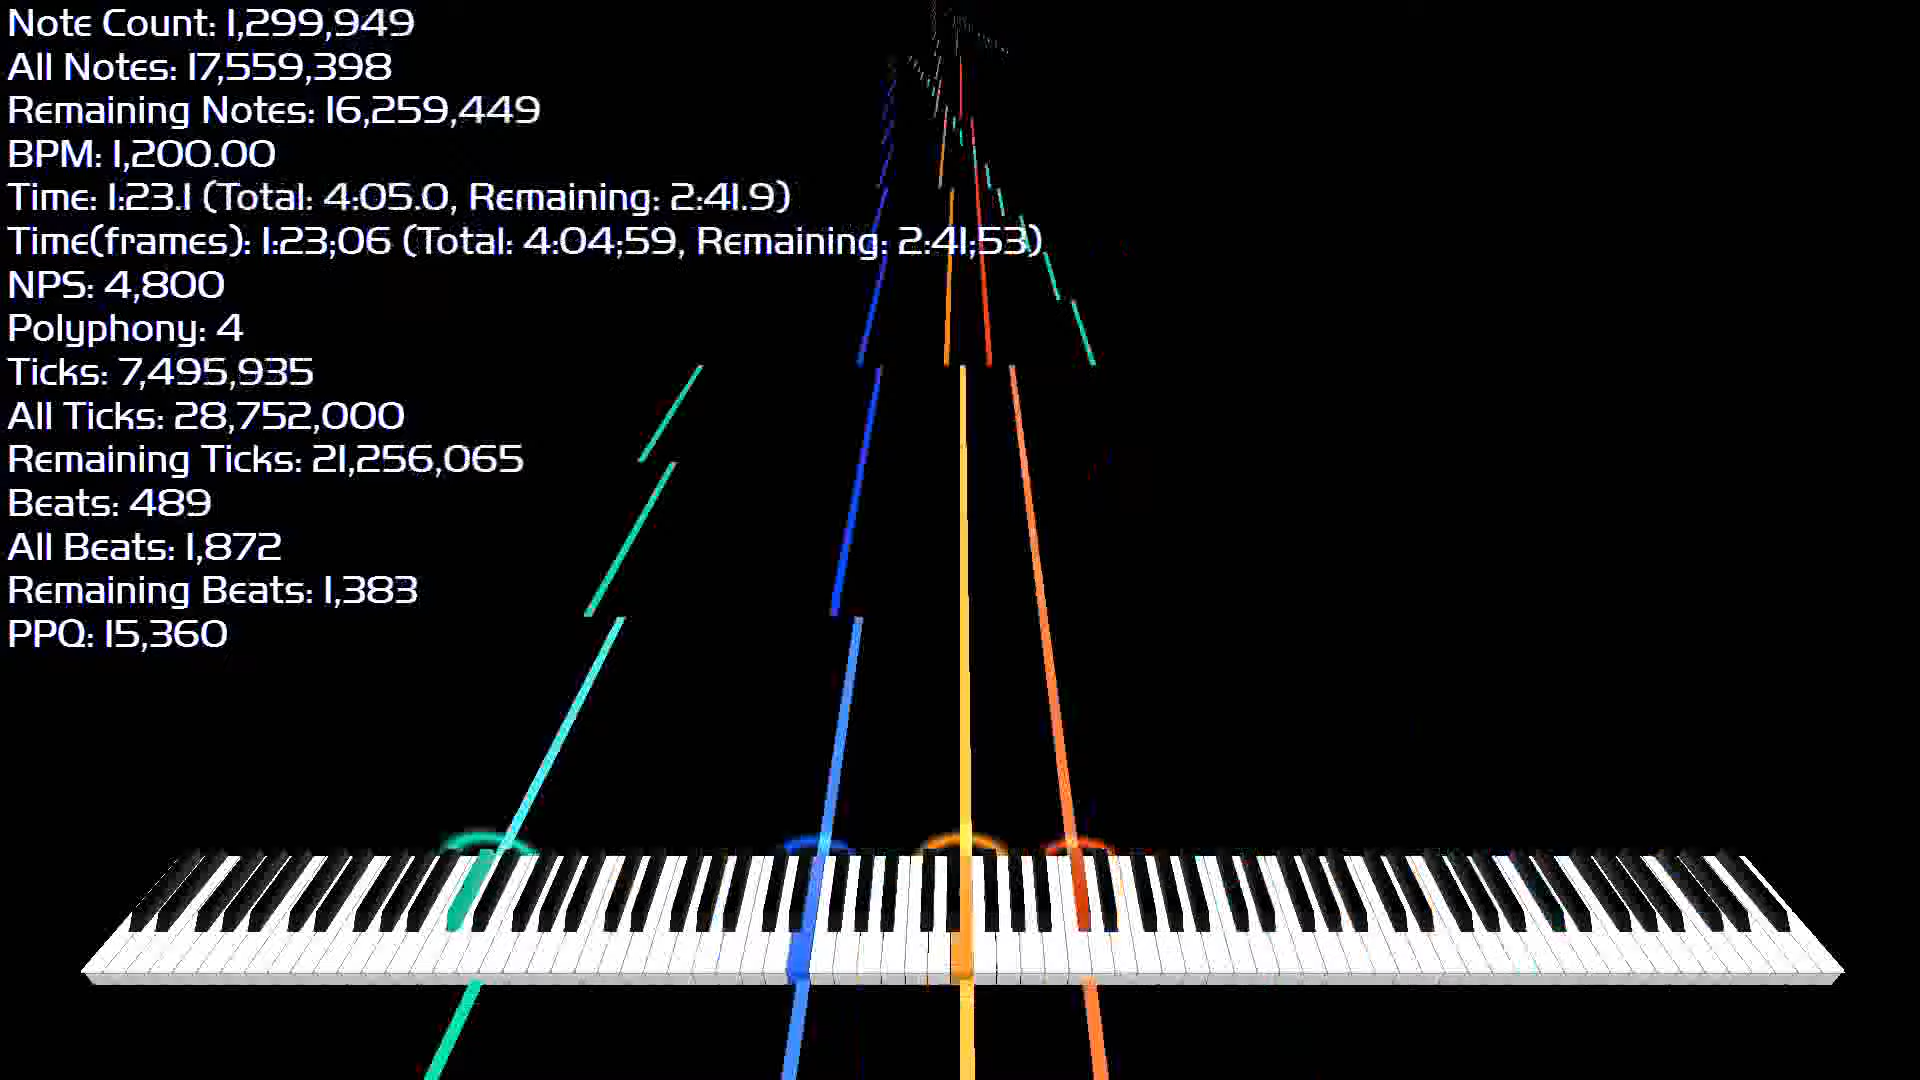 Note Count: 1,299,949
All Notes: 17,559,398
Remaining Notes: 16,259,449
BPM: 1,200.00
Time: 1:23.1 (Total: 4:05.0, Remaining: 2:41.9)
Time(frames): 1:23;06 (Total: 4:04;59, Remaining: 2:41;53)
NPS: 4,800
Polyphony: 4
Ticks: 7,495,935
All Ticks: 28,752,000
Remaining Ticks: 21,256,065
Beats: 489
All Beats: 1,872
Remaining Beats: 1,383
PPQ: 15,360